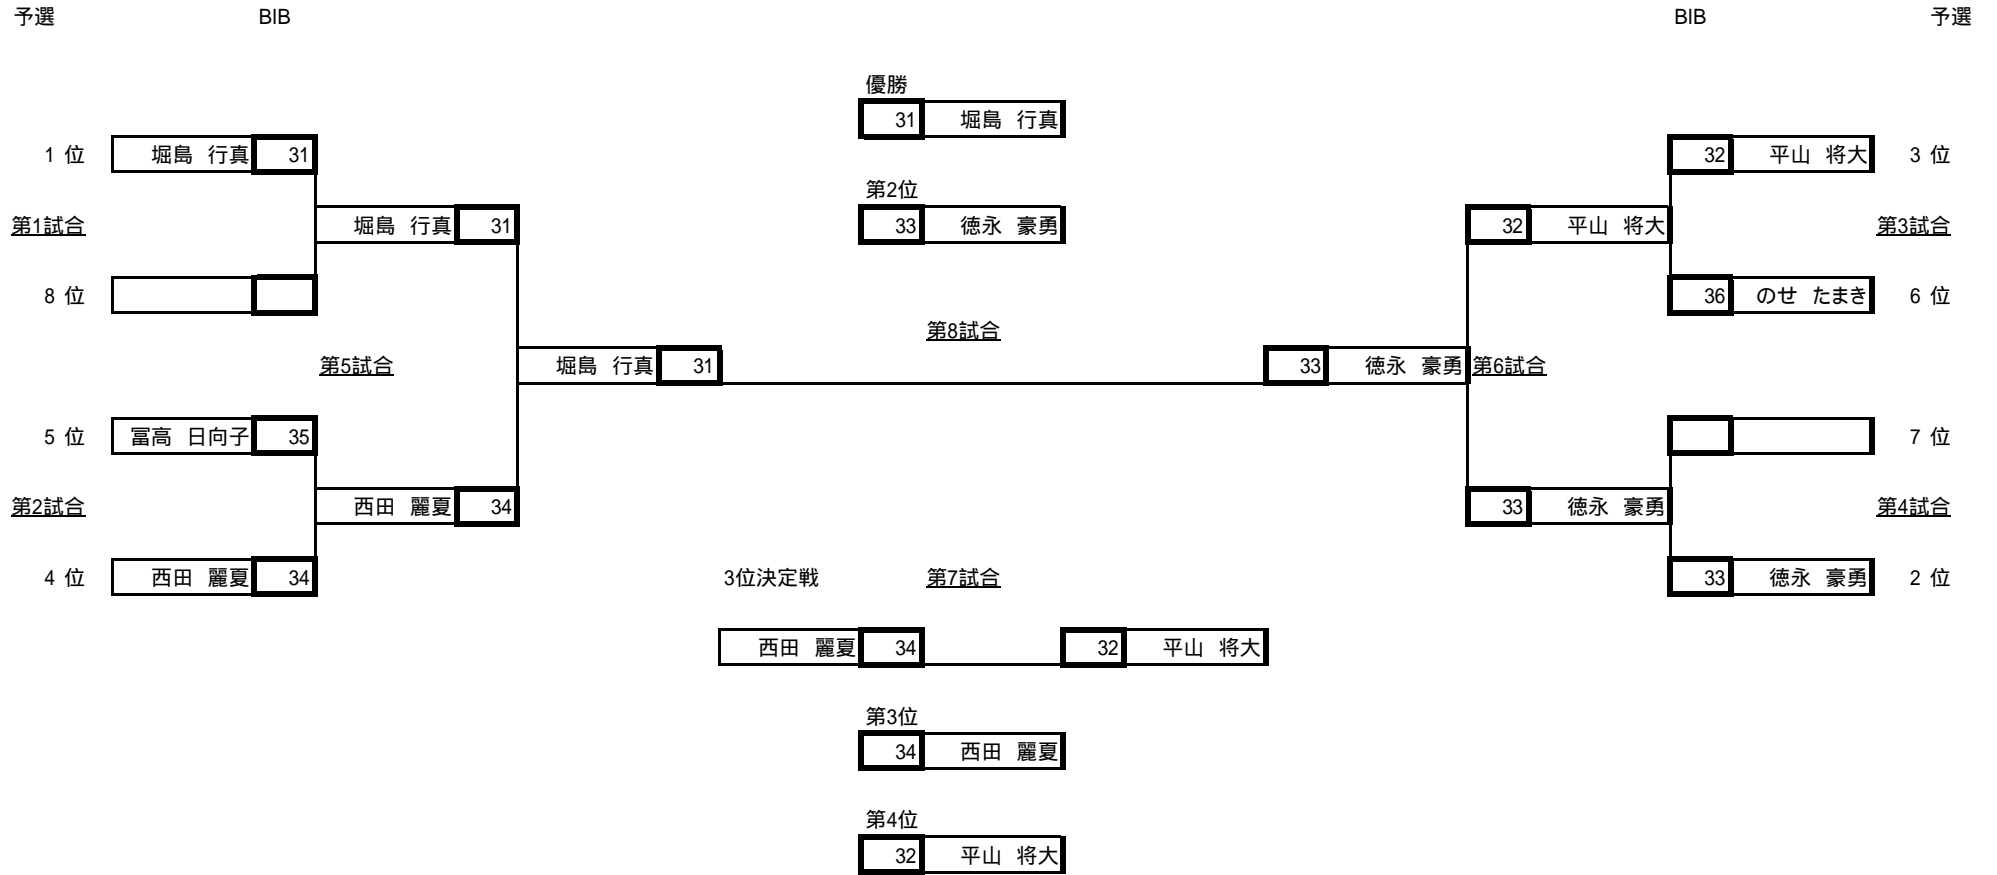 予選 BIB BIB 予選
優勝
31 堀島 行真
1 位 堀島 行真 31 32 平山 将大 3 位
第2位
第1試合 堀島 行真 31 33 徳永 豪勇 32 平山 将大 第3試合
8 位 36 のせ たまき 6 位
第8試合
第5試合 堀島 行真 31 33 徳永 豪勇 第6試合
5 位 冨高 日向子 35 7 位
第2試合 西田 麗夏 34 33 徳永 豪勇 第4試合
4 位 西田 麗夏 34 3位決定戦 第7試合 33 徳永 豪勇 2 位
西田 麗夏 34 32 平山 将大
第3位
34 西田 麗夏
第4位
32 平山 将大